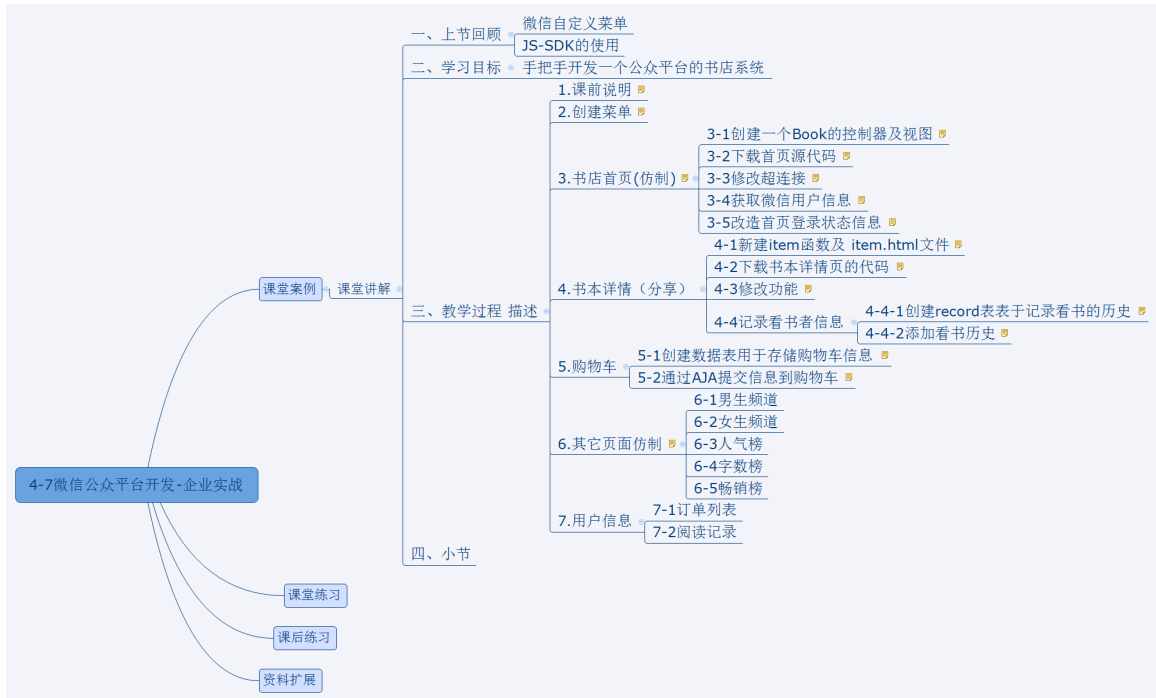 微信自定义菜单
一、上节回顾
JS-SDK的使用
二、学习目标
手把手开发一个公众平台的书店系统
1.课前说明
2.创建菜单
3-1创建一个Book的控制器及视图
3-2下载首页源代码
3.书店首页(仿制)
3-3修改超连接
3-4获取微信用户信息
3-5改造首页登录状态信息
4-1新建item函数及 item.html文件
4-2下载书本详情页的代码
课堂案例
课堂讲解
4.书本详情（分享）
4-3修改功能
三、教学过程 描述
4-4记录看书者信息
4-4-1创建record表表于记录看书的历史
4-4-2添加看书历史
5-1创建数据表用于存储购物车信息
5.购物车
5-2通过AJA提交信息到购物车
6-1男生频道
6-2女生频道
6.其它页面仿制
6-3人气榜
6-4字数榜
6-5畅销榜
4-7微信公众平台开发-企业实战
7-1订单列表
7.用户信息
7-2阅读记录
四、小节
课堂练习
课后练习
资料扩展